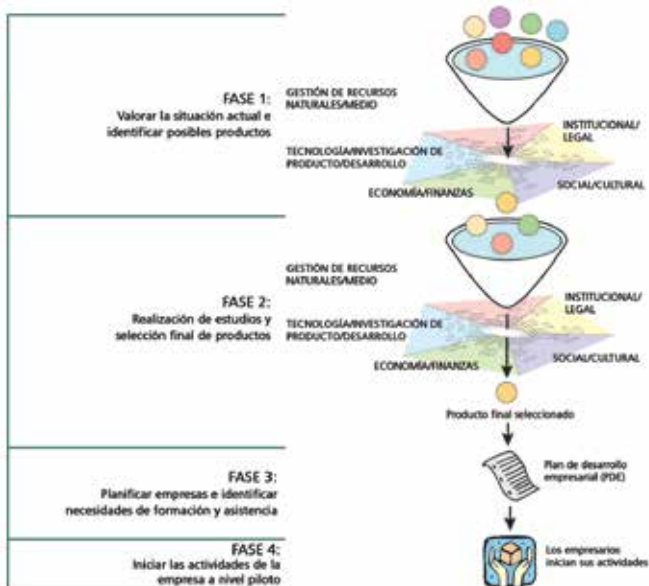 FASE 1:
Valorar la situación actual e
identificar posibles productos
GESTIÓN DE RECURSOS
NATURALES/MEDIO
INSTITUCIONAL/
LEGAL
TECNOLOGÍA/INVESTIGACIÓN DE
PRODUCTO/DESARROLLO
SOCIAL/CULTURAL
ECONOMÍA/FINANZAS
FASE 2:
Realización de estudios y
selección final de productos
GESTIÓN DE RECURSOS
NATURALES/MEDIO
INSTITUCIONAL/
LEGAL
TECNOLOGÍA/INVESTIGACIÓN DE
PRODUCTO/DESARROLLO
SOCIAL/CULTURAL
ECONOMÍA/FINANZAS
Producto final seleccionado
FASE 3:
Planificar empresas e identificar
necesidades de formación y asistencia
Plan de desarrollo
empresarial (PDE)
FASE 4:
Iniciar las actividades de la
empresa a nivel piloto
Los empresarios
inician sus actividades